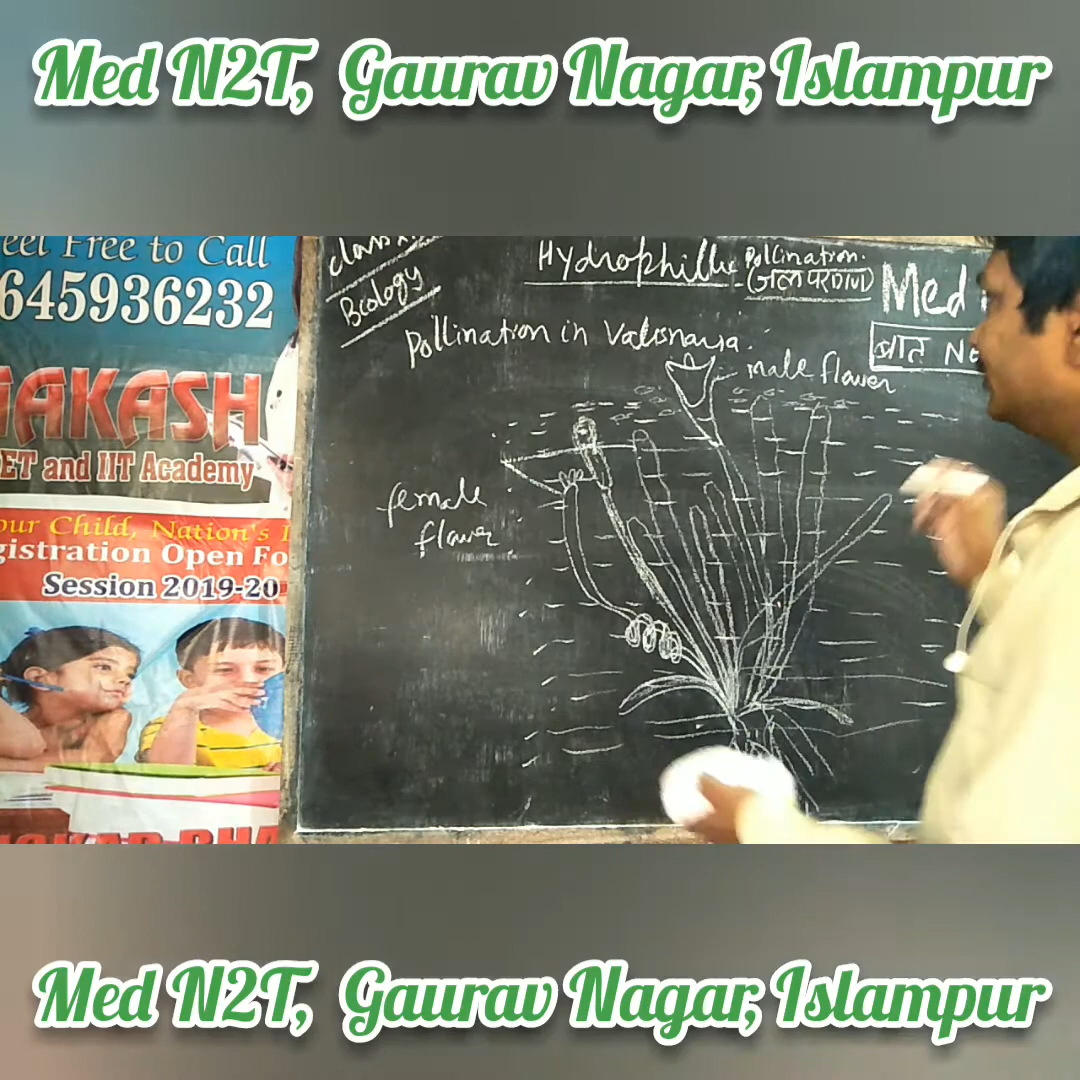 Med N2T, Gaurav Nagar, Islampur
eel Free to Call
645936232
AKASH
ET and IIT Academy
our Child, Nation's
gistration Open Fo
Session 2019-20
Class
Biology
Hydrophillic Pollination.
(जल परागण)
Med
Pollination in Valisnaria.
male flower
female
flower
Med N2T, Gaurav Nagar, Islampur